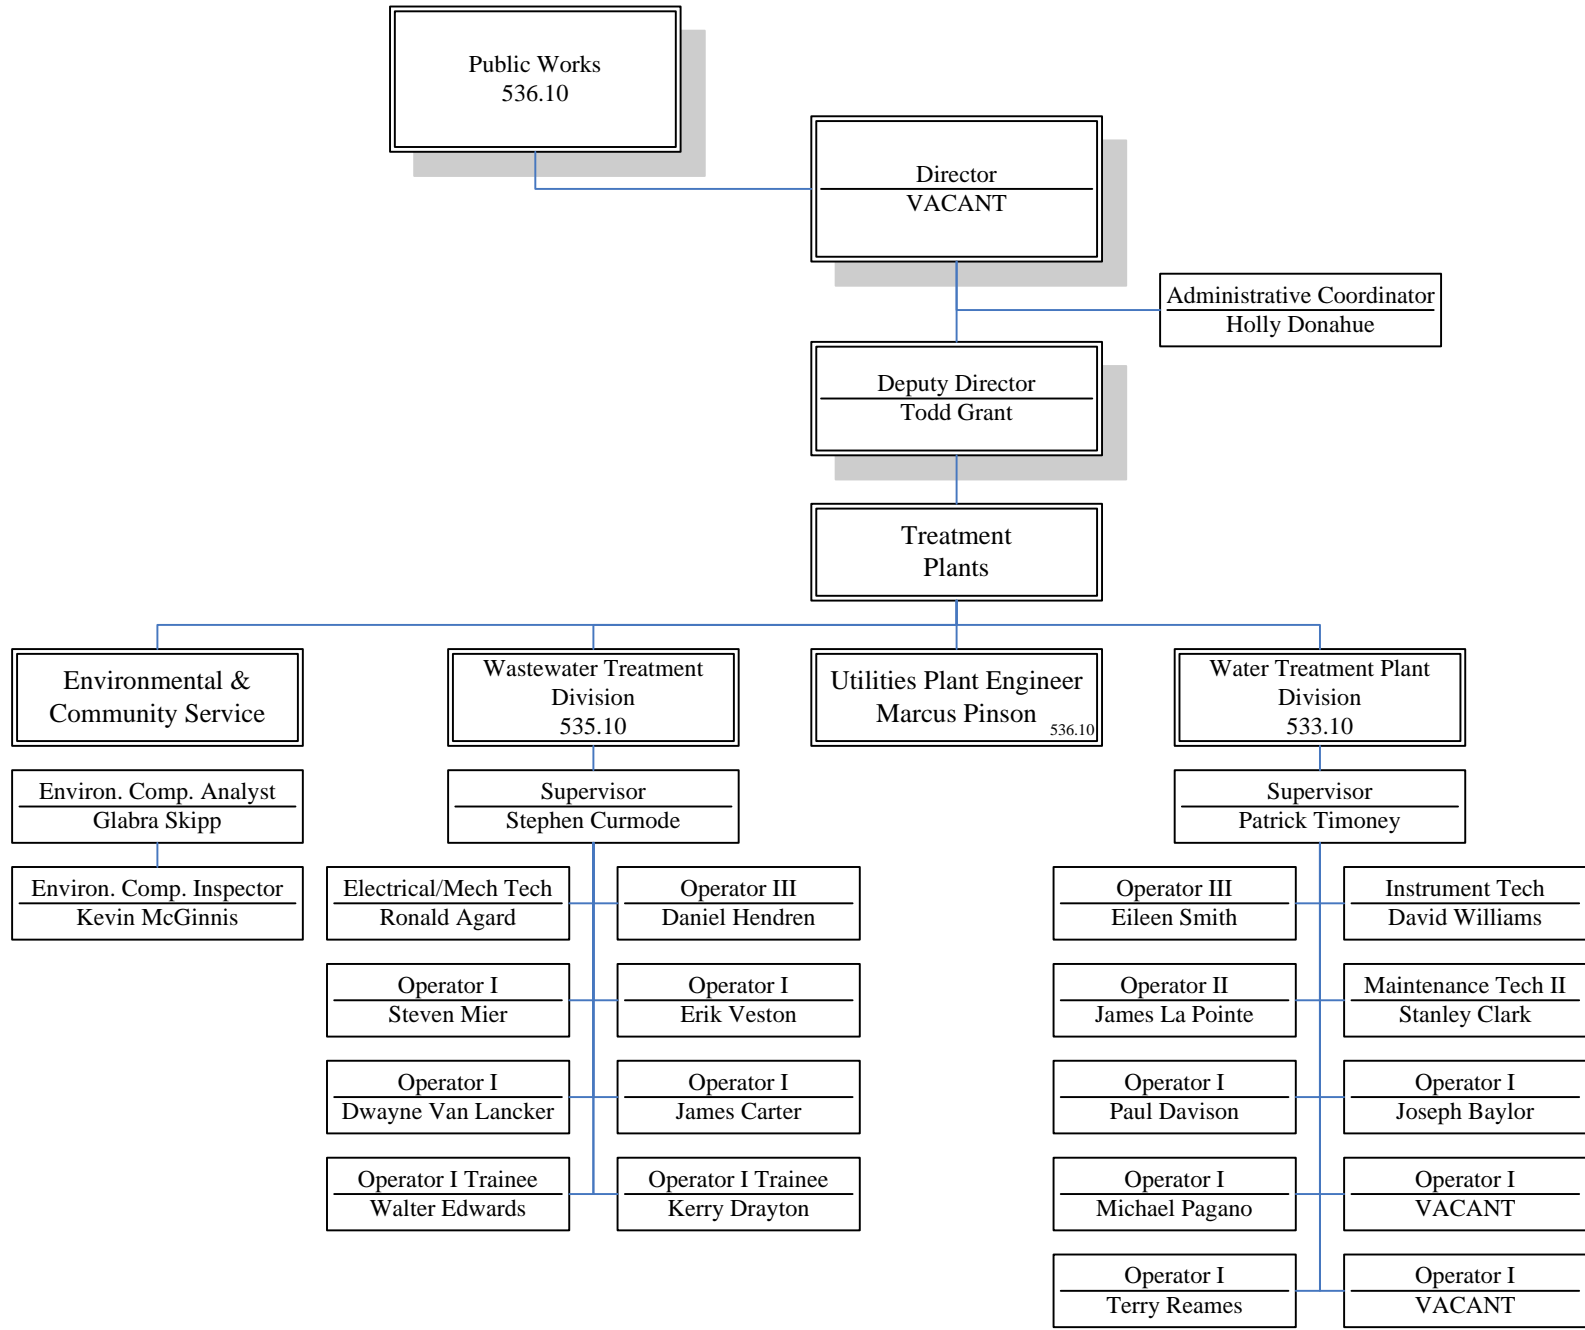 Public Works
536.10
Director
VACANT
Administrative Coordinator
Holly Donahue
Deputy Director
Todd Grant
Treatment
Plants
Environmental &
Community Service
Wastewater Treatment
Division
535.10
Utilities Plant Engineer
Marcus Pinson
536.10
Water Treatment Plant
Division
533.10
Environ. Comp. Analyst
Glabra Skipp
Environ. Comp. Inspector
Kevin McGinnis
Supervisor
Stephen Curmode
Electrical/Mech Tech
Ronald Agard
Operator III
Daniel Hendren
Operator I
Steven Mier
Operator I
Erik Veston
Operator I
Dwayne Van Lancker
Operator I
James Carter
Operator I Trainee
Walter Edwards
Operator I Trainee
Kerry Drayton
Supervisor
Patrick Timoney
Operator III
Eileen Smith
Instrument Tech
David Williams
Operator II
James La Pointe
Maintenance Tech II
Stanley Clark
Operator I
Paul Davison
Operator I
Joseph Baylor
Operator I
Michael Pagano
Operator I
VACANT
Operator I
Terry Reames
Operator I
VACANT